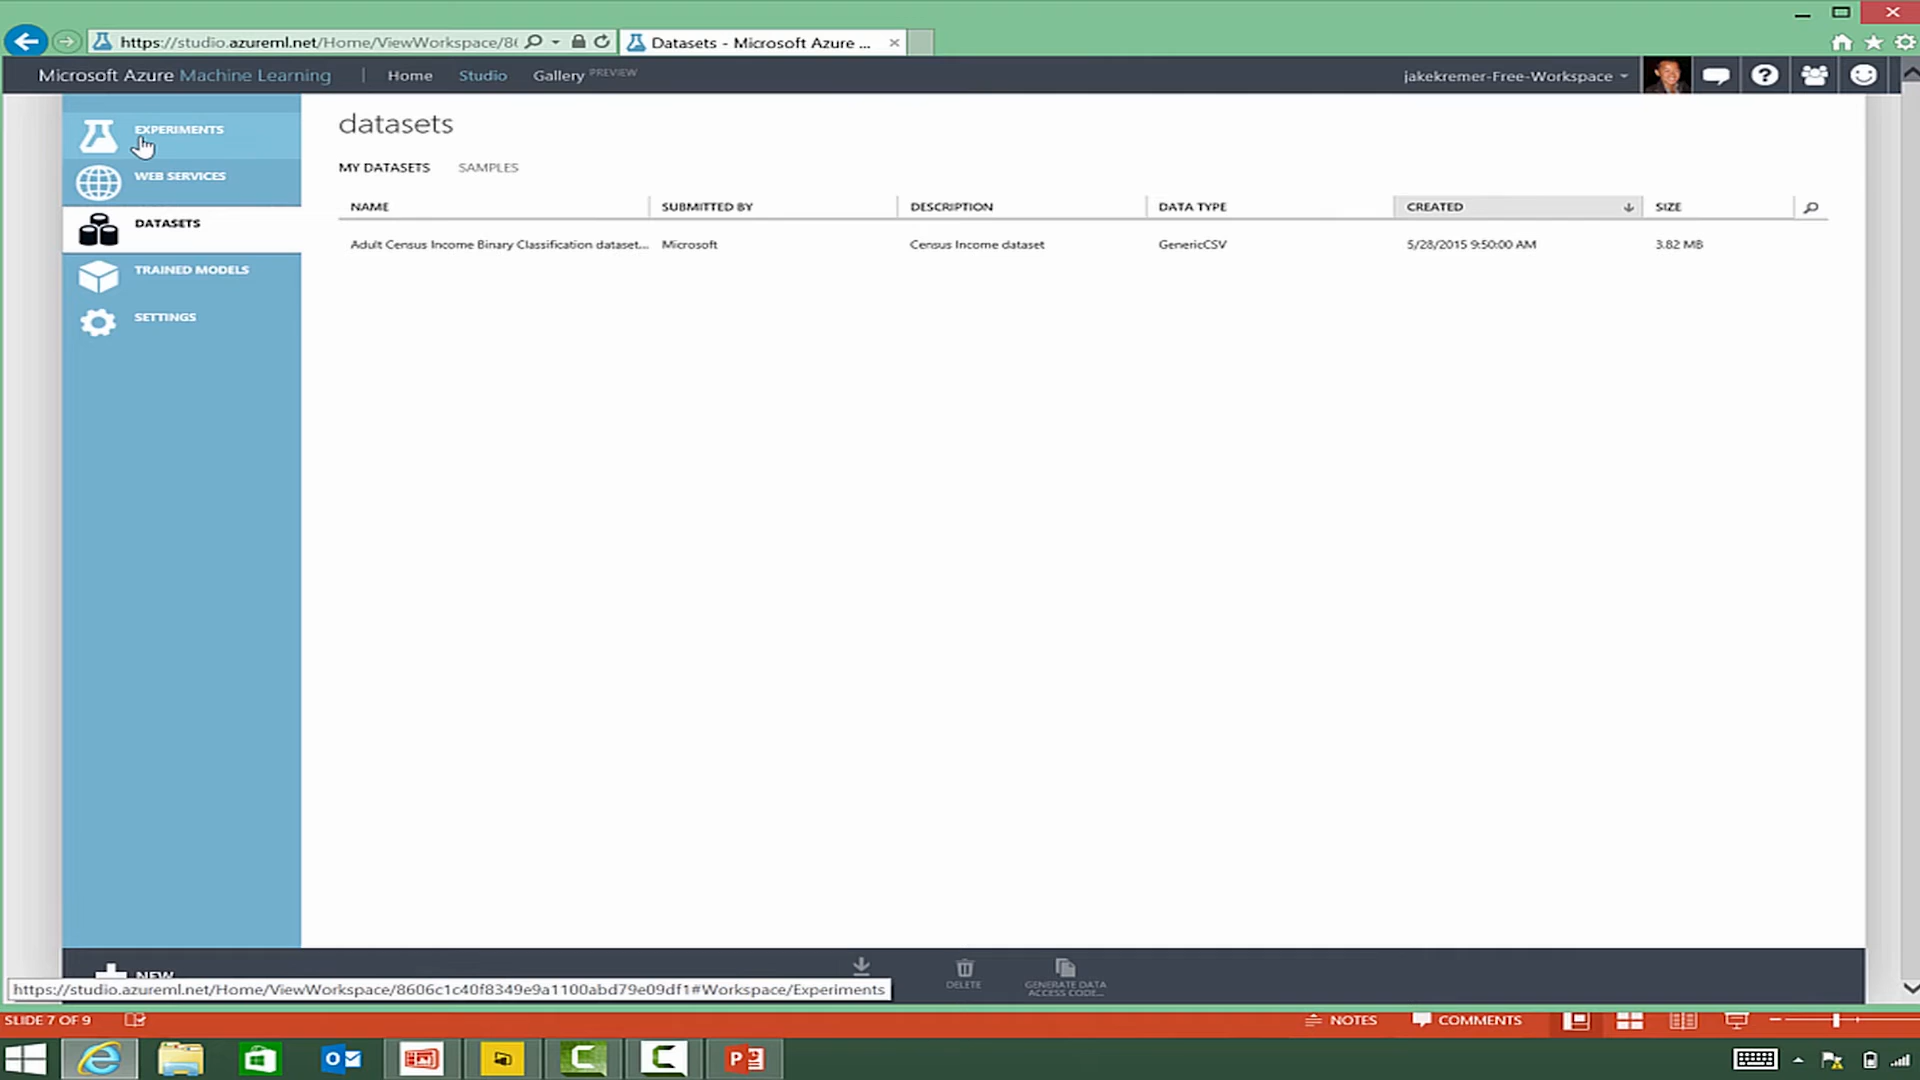 https://studio.azureml.net/Home/ViewWorkspace/8
Datasets - Microsoft Azure ...
Microsoft Azure Machine Learning | Home Studio Gallery PREVIEW
jakekremer-Free-Workspace
EXPERIMENTS
WEB SERVICES
DATASETS
TRAINED MODELS
SETTINGS
datasets
MY DATASETS SAMPLES
NAME SUBMITTED BY DESCRIPTION DATA TYPE CREATED SIZE
Adult Census Income Binary Classification dataset... Microsoft Census Income dataset GenericCSV 5/28/2015 9:50:00 AM 3.82 MB
NEW
DELETE
GENERATE DATA
ACCESS CODE...
https://studio.azureml.net/Home/ViewWorkspace/8606c1c40f8349e9a1100abd79e09df1#Workspace/Experiments
SLIDE 7 OF 9
NOTES COMMENTS